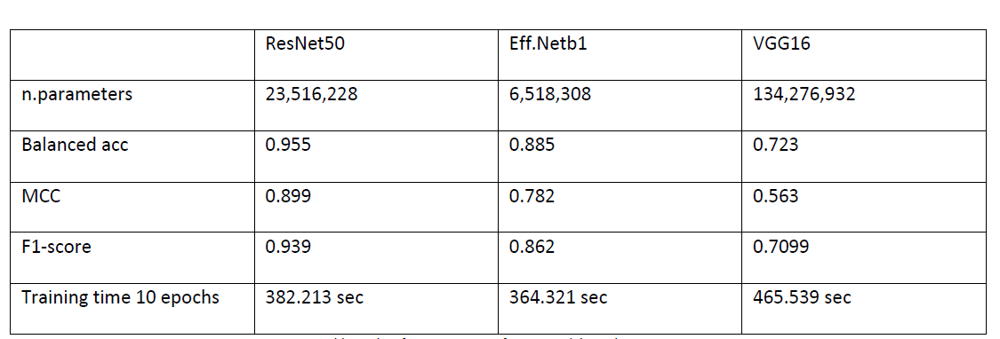 ResNet50 Eff.Netb1 VGG16
n.parameters 23,516,228 6,518,308 134,276,932
Balanced acc 0.955 0.885 0.723
MCC 0.899 0.782 0.563
F1-score 0.939 0.862 0.7099
Training time 10 epochs 382.213 sec 364.321 sec 465.539 sec